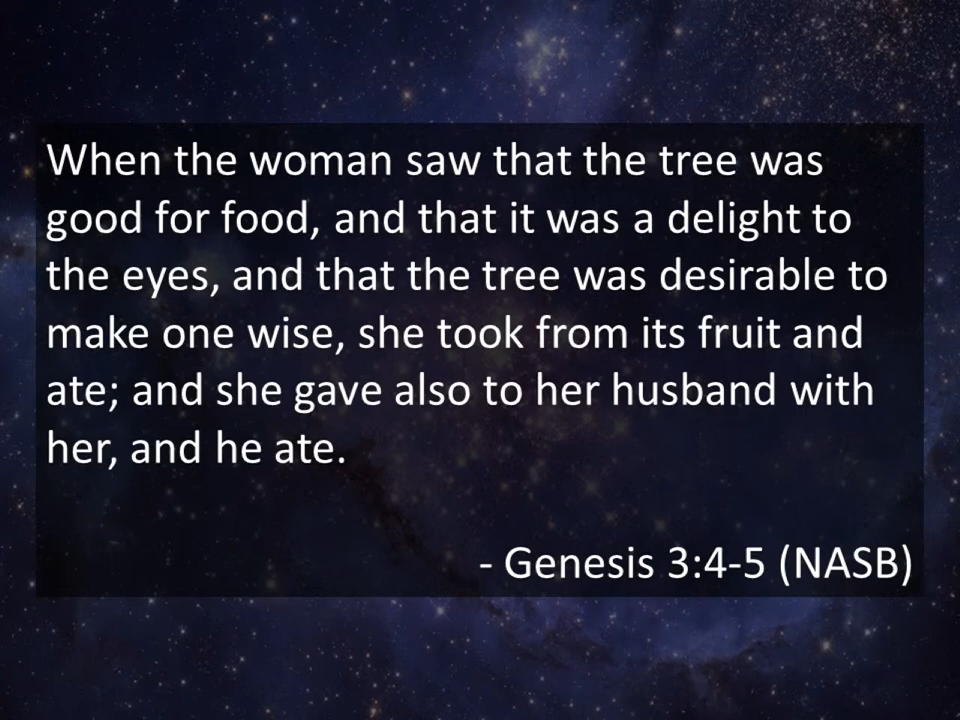 When the woman saw that the tree was
good for food, and that it was a delight to
the eyes, and that the tree was desirable to
make one wise, she took from its fruit and
ate; and she gave also to her husband with
her, and he ate.
- Genesis 3:4-5 (NASB)